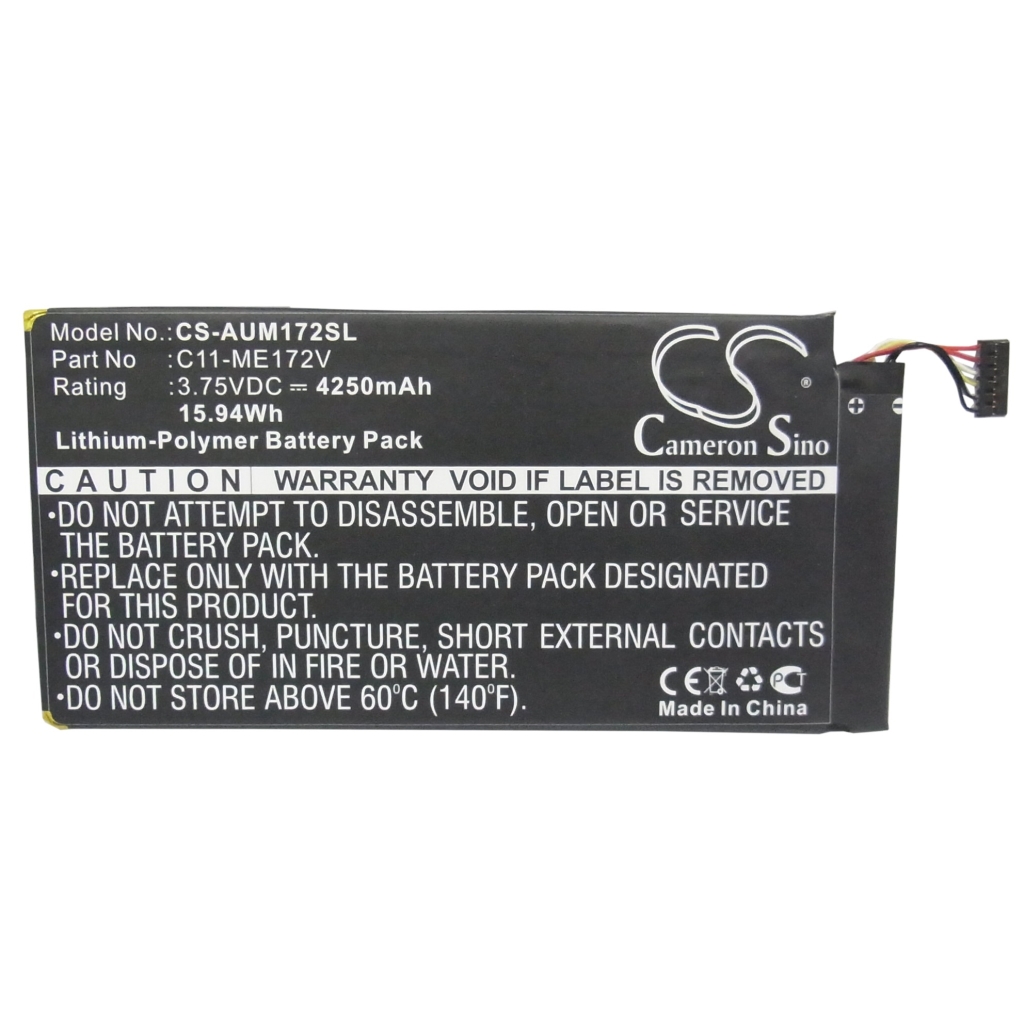 Model No.: CS-AUM172SL
Part No : C11-ME172V
Rating : 3.75VDC ⎓ 4250mAh
15.94Wh
Lithium-Polymer Battery Pack
CS ®
Cameron Sino
CAUTION WARRANTY VOID IF LABEL IS REMOVED
•DO NOT ATTEMPT TO DISASSEMBLE, OPEN OR SERVICE
THE BATTERY PACK.
•REPLACE ONLY WITH THE BATTERY PACK DESIGNATED
FOR THIS PRODUCT.
•DO NOT CRUSH, PUNCTURE, SHORT EXTERNAL CONTACTS
OR DISPOSE OF IN FIRE OR WATER.
•DO NOT STORE ABOVE 60°C (140°F).
CE PCT
Made In China
+ -